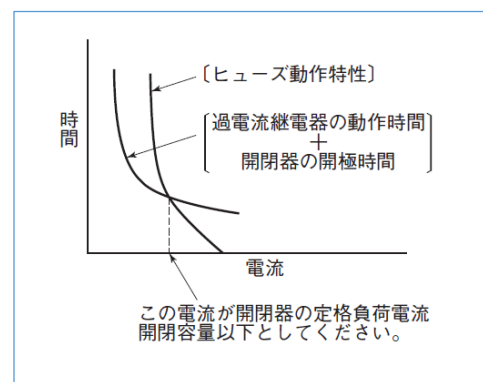 〔ヒューズ動作特性〕
過電流継電器の動作時間
＋
開閉器の開極時間
時間
電流
この電流が開閉器の定格負荷電流
開閉容量以下としてください。